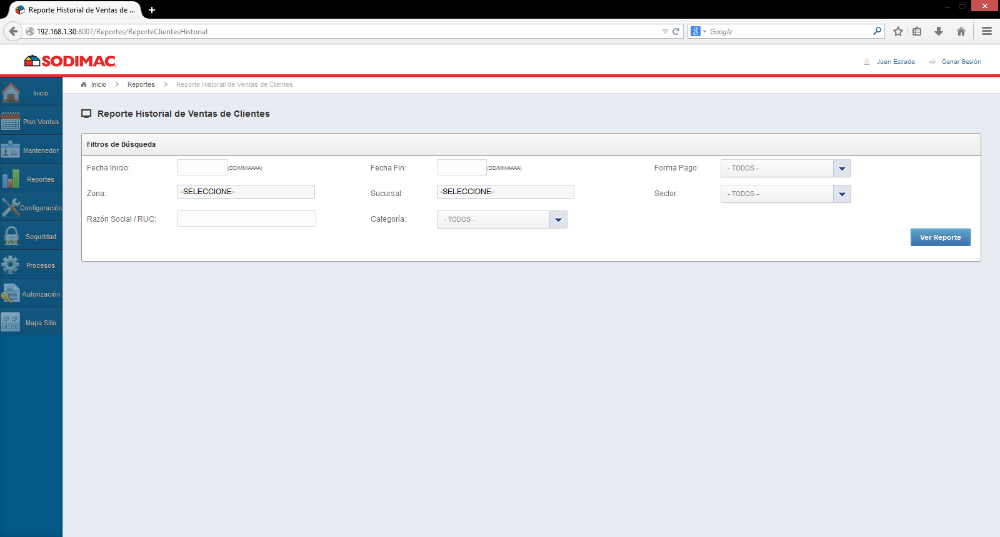 Reporte Historial de Ventas de ...
192.168.1.30:8007/Reportes/ReporteClientesHistorial
8 Google
SODIMAC
Juan Estrada Cerrar Sesión
Inicio > Reportes > Reporte Historial de Ventas de Clientes
Inicio
Plan Ventas
Mantenedor
Reportes
Configuración
Seguridad
Procesos
Autorización
Mapa Sitio
Reporte Historial de Ventas de Clientes
Filtros de Búsqueda
Fecha Inicio: (DD/MM/AAAA) Fecha Fin: (DD/MM/AAAA) Forma Pago: - TODOS -
Zona: -SELECCIONE- Sucursal: -SELECCIONE- Sector: - TODOS -
Razón Social / RUC: Categoría: - TODOS -
Ver Reporte